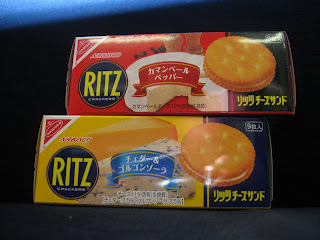 NABISCO
NABISCO
RITZ
CRACKERS
カマンベール
ペッパー
リッツ チーズサンド
NABISCO
NABISCO
RITZ
CRACKERS
チェダー&
ゴルゴンゾーラ
9枚入
リッツ チーズサンド